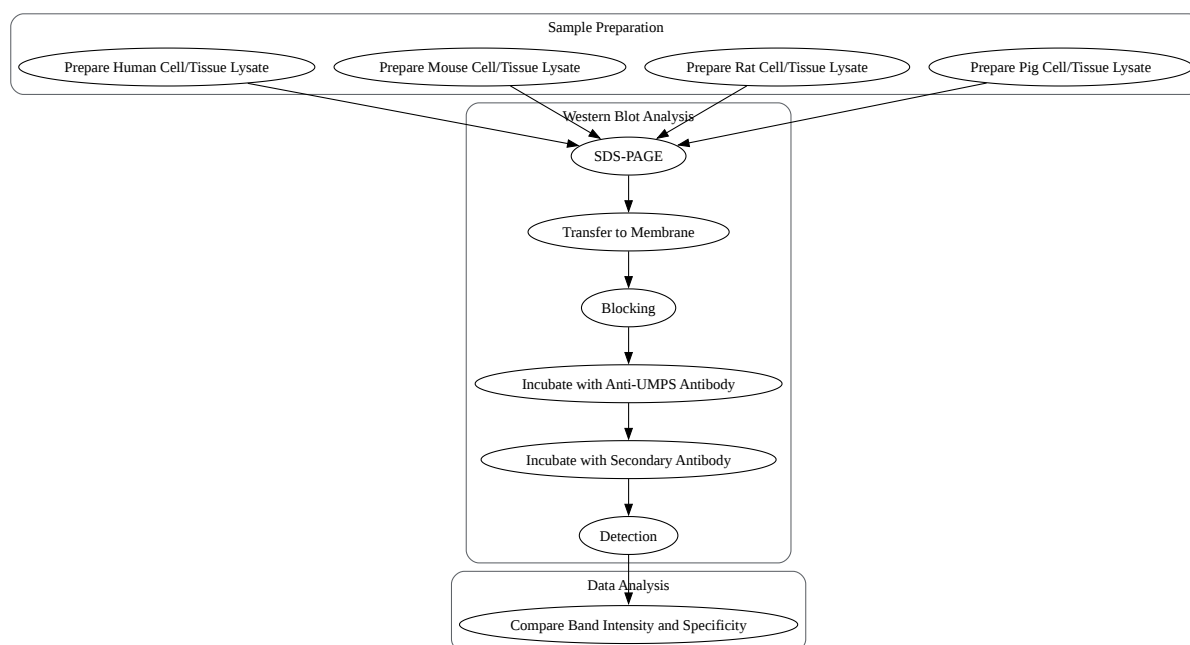 Sample Preparation
Prepare Human Cell/Tissue Lysate
Prepare Mouse Cell/Tissue Lysate
Prepare Rat Cell/Tissue Lysate
Prepare Pig Cell/Tissue Lysate
Western Blot Analysis
SDS-PAGE
Transfer to Membrane
Blocking
Incubate with Anti-UMPS Antibody
Incubate with Secondary Antibody
Detection
Data Analysis
Compare Band Intensity and Specificity